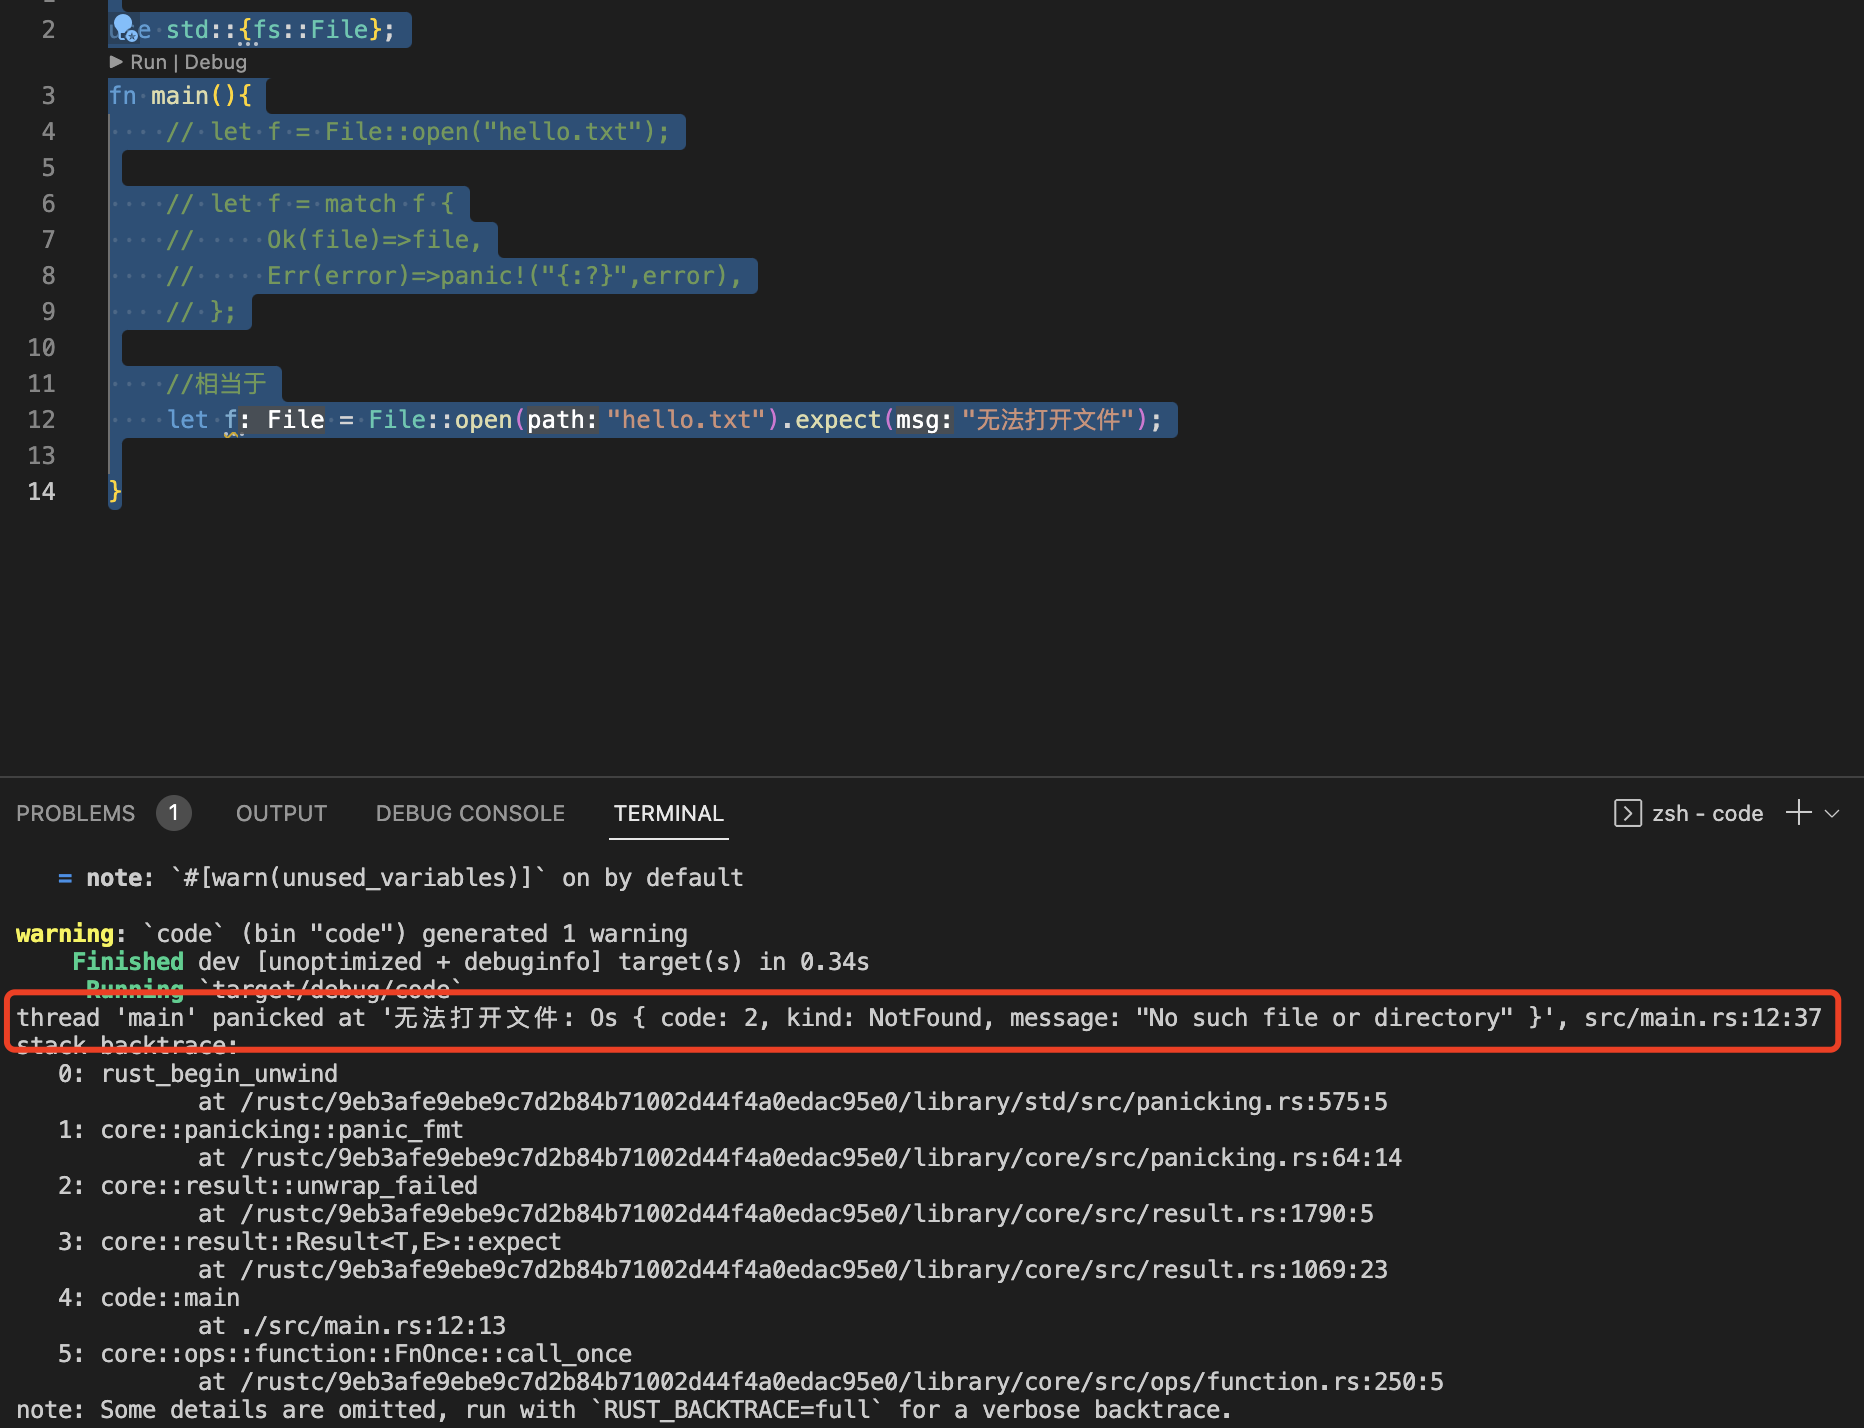 2 use std::{fs::File};
▶ Run | Debug
3 fn main(){
4 // let f = File::open("hello.txt");
5
6 // let f = match f {
7 // Ok(file)=>file,
8 // Err(error)=>panic!("{:?}",error),
9 // };
10
11 //相当于
12 let f: File = File::open(path: "hello.txt").expect(msg: "无法打开文件");
13
14 }
PROBLEMS 1 OUTPUT DEBUG CONSOLE TERMINAL zsh - code
= note: `#[warn(unused_variables)]` on by default
warning: `code` (bin "code") generated 1 warning
Finished dev [unoptimized + debuginfo] target(s) in 0.34s
Running `target/debug/code`
thread 'main' panicked at '无法打开文件: Os { code: 2, kind: NotFound, message: "No such file or directory" }', src/main.rs:12:37
stack backtrace:
0: rust_begin_unwind
at /rustc/9eb3afe9ebe9c7d2b84b71002d44f4a0edac95e0/library/std/src/panicking.rs:575:5
1: core::panicking::panic_fmt
at /rustc/9eb3afe9ebe9c7d2b84b71002d44f4a0edac95e0/library/core/src/panicking.rs:64:14
2: core::result::unwrap_failed
at /rustc/9eb3afe9ebe9c7d2b84b71002d44f4a0edac95e0/library/core/src/result.rs:1790:5
3: core::result::Result<T,E>::expect
at /rustc/9eb3afe9ebe9c7d2b84b71002d44f4a0edac95e0/library/core/src/result.rs:1069:23
4: code::main
at ./src/main.rs:12:13
5: core::ops::function::FnOnce::call_once
at /rustc/9eb3afe9ebe9c7d2b84b71002d44f4a0edac95e0/library/core/src/ops/function.rs:250:5
note: Some details are omitted, run with `RUST_BACKTRACE=full` for a verbose backtrace.